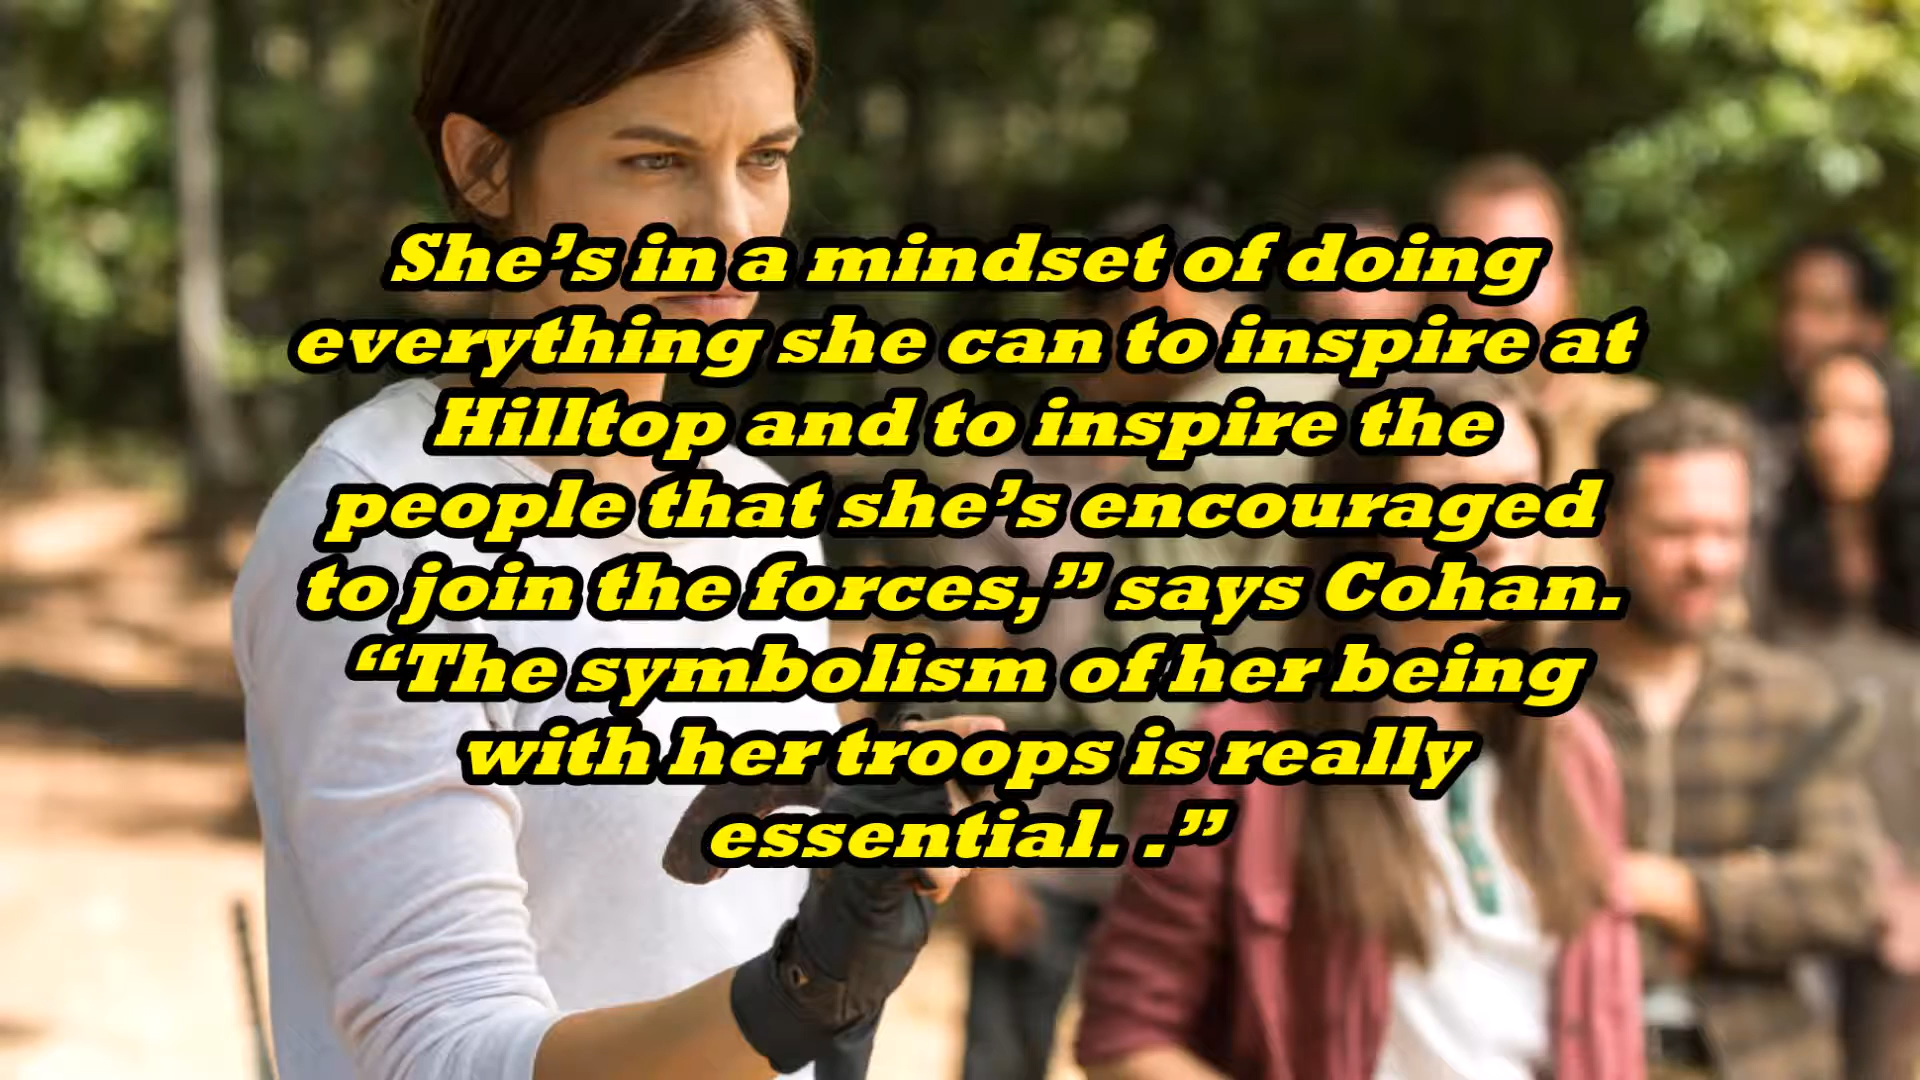 She’s in a mindset of doing
everything she can to inspire at
Hilltop and to inspire the
people that she’s encouraged
to join the forces,” says Cohan.
“The symbolism of her being
with her troops is really
essential. .”